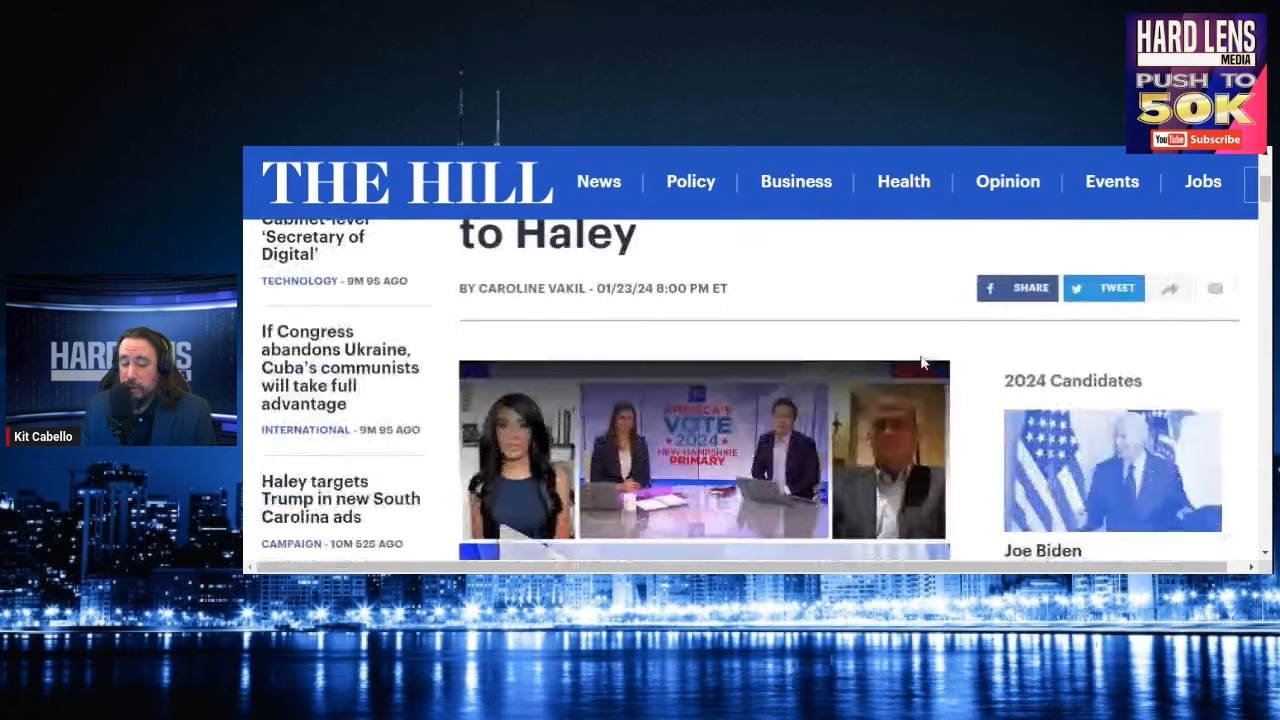 HARD LENS
MEDIA
PUSH TO
50K
YouTube Subscribe
THE HILL
News
Policy
Business
Health
Opinion
Events
Jobs
Cabinet-level
‘Secretary of
Digital’
TECHNOLOGY - 9M 9S AGO
If Congress
abandons Ukraine,
Cuba’s communists
will take full
advantage
INTERNATIONAL - 9M 9S AGO
Haley targets
Trump in new South
Carolina ads
CAMPAIGN - 10M 52S AGO
to Haley
BY CAROLINE VAKIL - 01/23/24 8:00 PM ET
SHARE
TWEET
AMERICA'S
VOTE
2024
NEW HAMPSHIRE
PRIMARY
2024 Candidates
Joe Biden
Kit Cabello